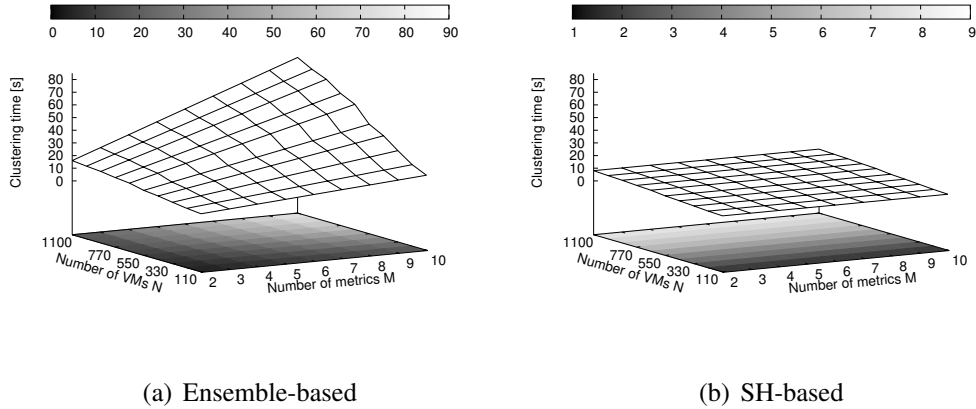 0 10 20 30 40 50 60 70 80 90
Clustering time [s]
80
70
60
50
40
30
20
10
0
1100
770
550
330
110
Number of VMs N
2 3 4 5 6 7 8 9 10
Number of metrics M
(a) Ensemble-based
1 2 3 4 5 6 7 8 9
Clustering time [s]
80
70
60
50
40
30
20
10
0
1100
770
550
330
110
Number of VMs N
2 3 4 5 6 7 8 9 10
Number of metrics M
(b) SH-based